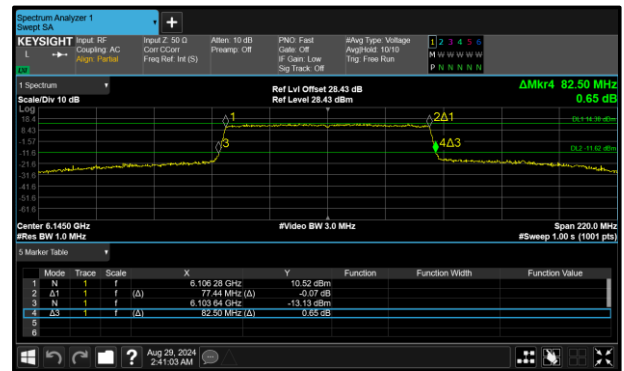 Spectrum Analyzer 1
Swept SA
+
KEYSIGHT Input: RF Input Z: 50 Ω Atten: 10 dB PNO: Fast #Avg Type: Voltage 1 2 3 4 5 6
L Coupling: AC Corr CCorr Preamp: Off Gate: Off Avg|Hold: 10/10 M W W W W W
Align: Partial Freq Ref: Int (S) IF Gain: Low Trig: Free Run
Sig Track: Off P N N N N N
1 Spectrum
Ref Lvl Offset 28.43 dB ΔMkr4 82.50 MHz
Scale/Div 10 dB Ref Level 28.43 dBm 0.65 dB
Log
18.4 1 2Δ1 DL1 14.38 dBm
8.43
-1.57 3 4Δ3 DL2 -11.62 dBm
-11.6
-21.6
-31.6
-41.6
-51.6
-61.6
Center 6.1450 GHz #Video BW 3.0 MHz Span 220.0 MHz
#Res BW 1.0 MHz #Sweep 1.00 s (1001 pts)
5 Marker Table
Mode Trace Scale X Y Function Function Width Function Value
1 N 1 f 6.106 28 GHz 10.52 dBm
2 Δ1 1 f (Δ) 77.44 MHz (Δ) -0.07 dB
3 N 1 f 6.103 64 GHz -13.13 dBm
4 Δ3 1 f (Δ) 82.50 MHz (Δ) 0.65 dB
5
6
? Aug 29, 2024
2:41:03 AM